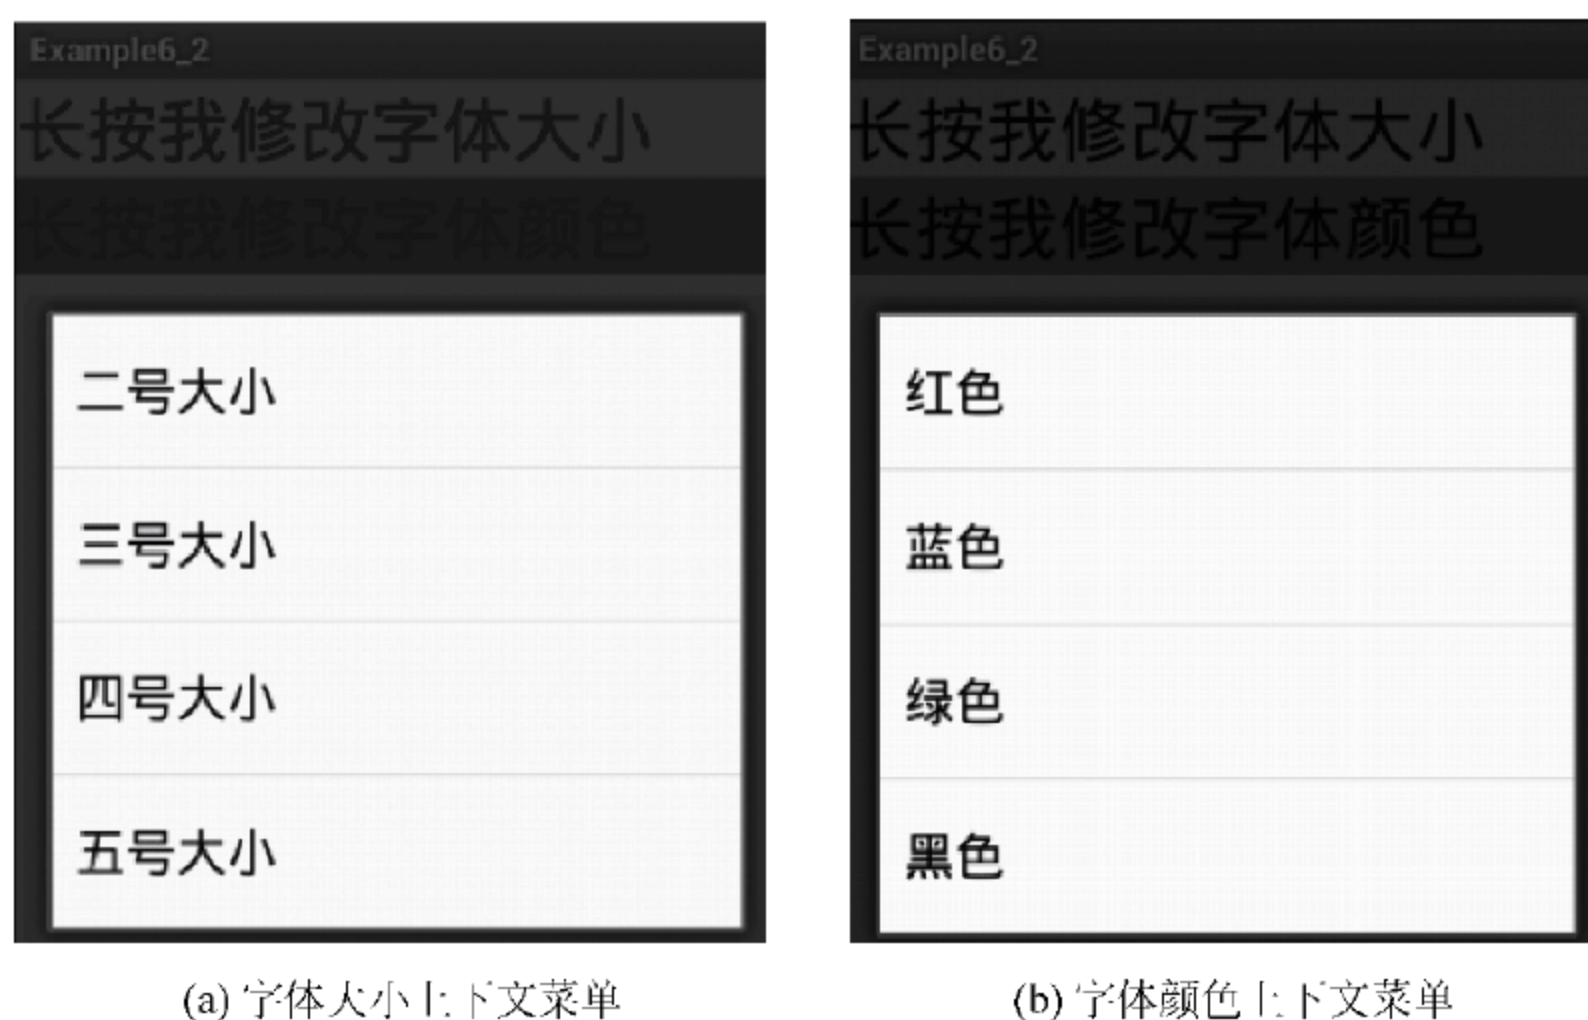 Example6_2
长按我修改字体大小
长按我修改字体颜色
二号大小
三号大小
四号大小
五号大小
(a) 字体大小上下文菜单
Example6_2
长按我修改字体大小
长按我修改字体颜色
红色
蓝色
绿色
黑色
(b) 字体颜色上下文菜单